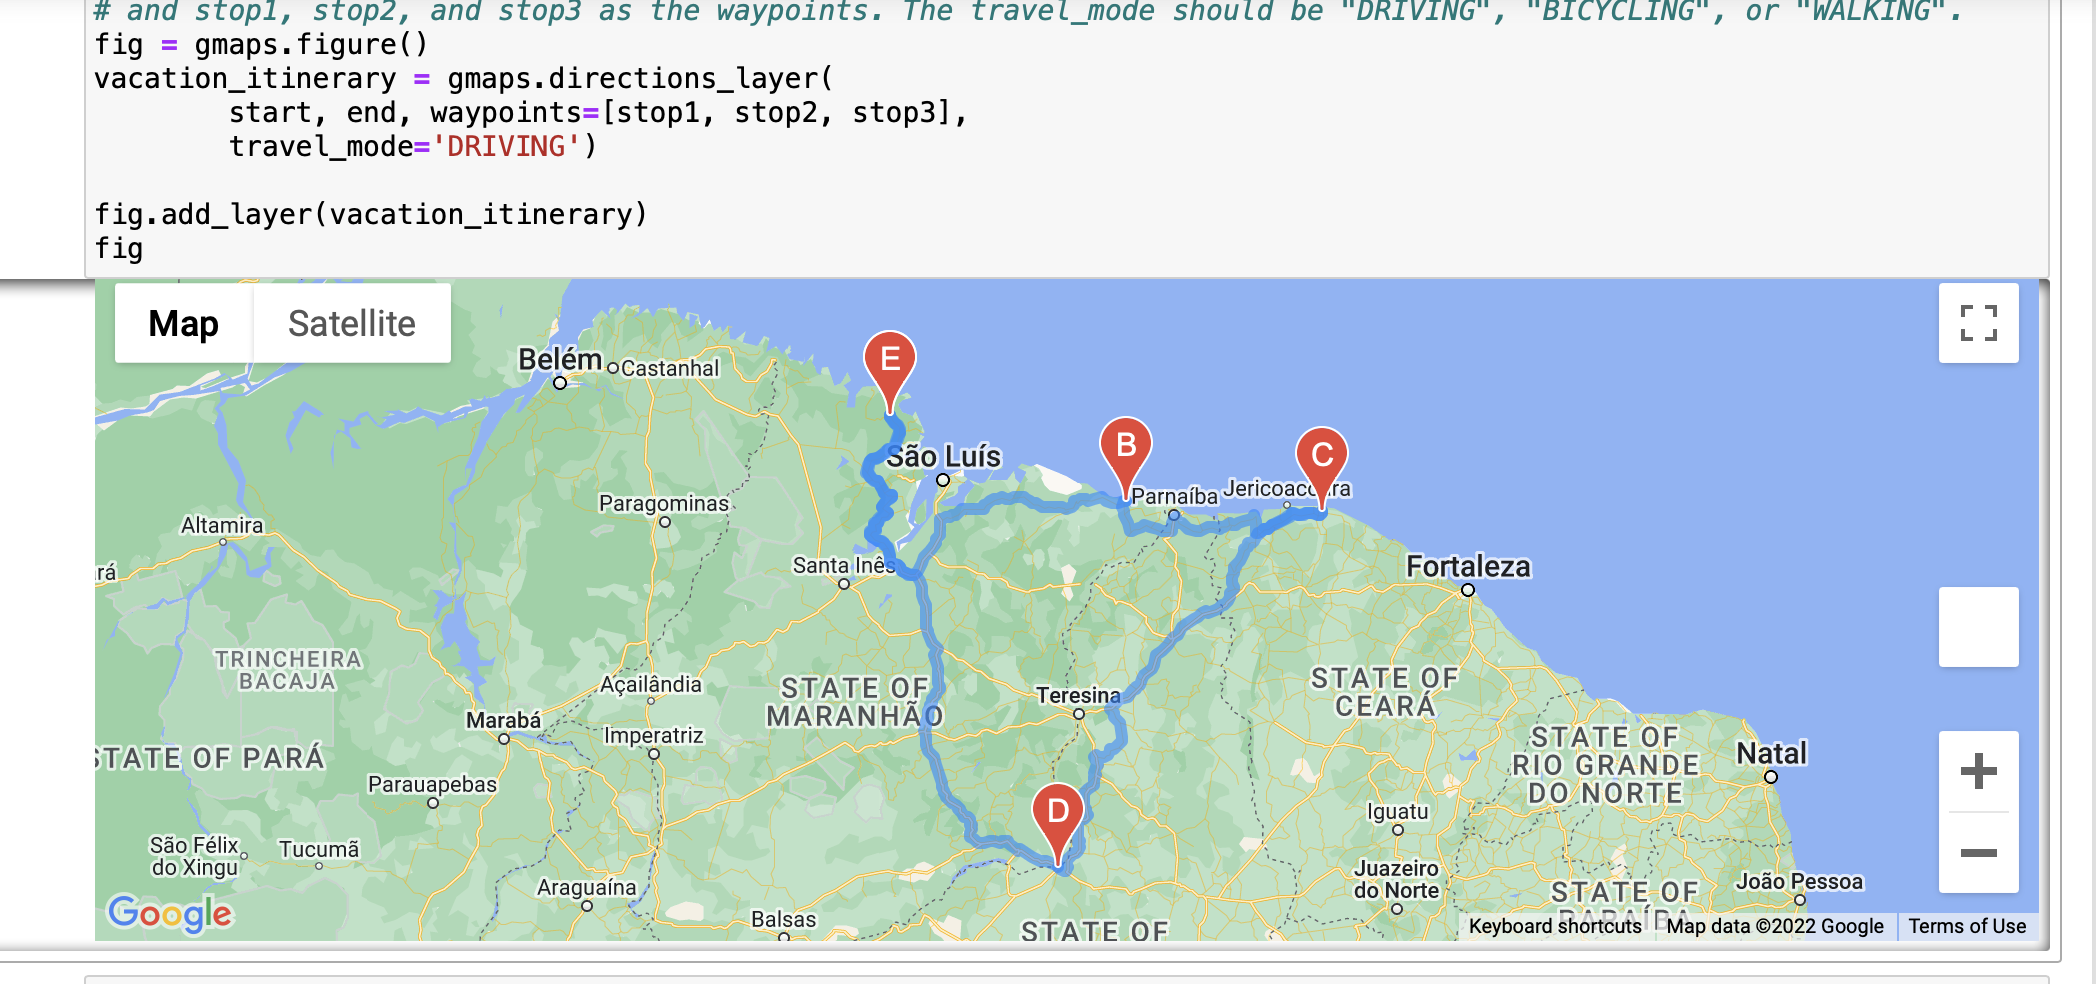 # and stop1, stop2, and stop3 as the waypoints. The travel_mode should be "DRIVING", "BICYCLING", or "WALKING".
fig = gmaps.figure()
vacation_itinerary = gmaps.directions_layer(
        start, end, waypoints=[stop1, stop2, stop3],
        travel_mode='DRIVING')
fig.add_layer(vacation_itinerary)
fig
Map
Satellite
E
Belém
Castanhal
B
C
São Luís
Parnaíba
Paragominas
Altamira
Santa Inês
Fortaleza
rá
TRINCHEIRA
BACAJA
STATE OF
MARANHÃO
Teresina
STATE OF
CEARÁ
Açailândia
Marabá
Imperatriz
STATE OF PARÁ
STATE OF
RIO GRANDE
DO NORTE
Natal
Parauapebas
D
Iguatu
São Félix
do Xingu
Tucumã
Juazeiro
do Norte
João Pessoa
Araguaína
STATE OF
PARAÍBA
Balsas
STATE OF
Google
Keyboard shortcuts
Map data ©2022 Google
Terms of Use